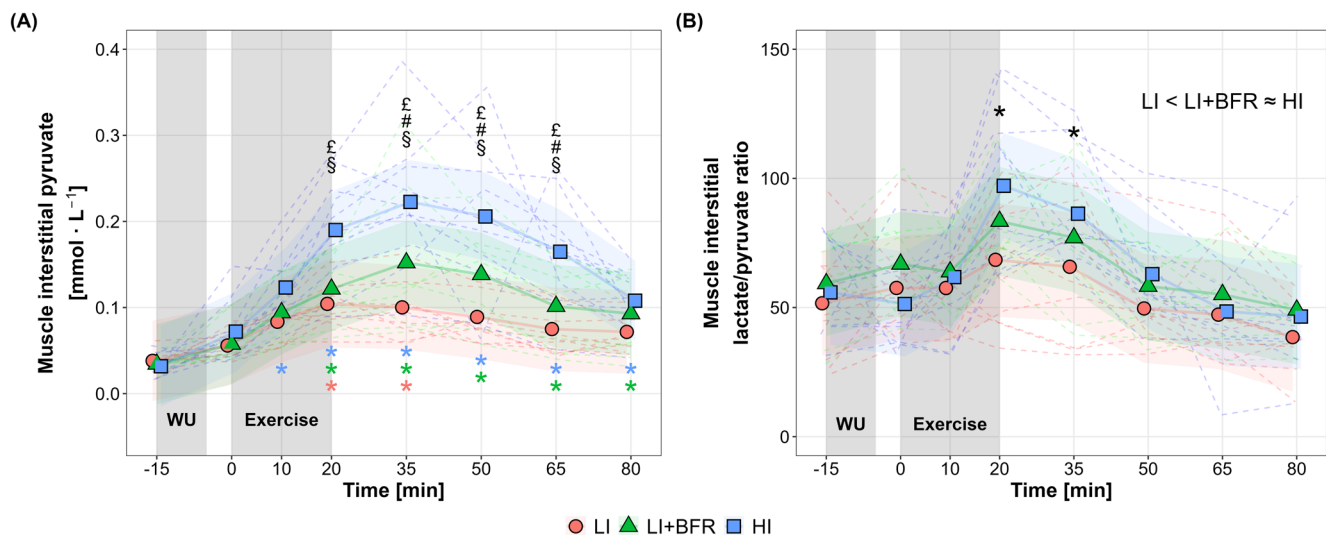 (A)
Muscle interstitial pyruvate
[mmol · L⁻¹]
0.4
0.3
0.2
0.1
0.0
£
§
£
#
§
£
#
§
£
#
§
*
* * * * *
* * * * *
* *
WU
Exercise
-15 0 10 20 35 50 65 80
Time [min]
(B)
Muscle interstitial
lactate/pyruvate ratio
150
100
50
0
LI < LI+BFR ≈ HI
*
*
WU
Exercise
-15 0 10 20 35 50 65 80
Time [min]
LI LI+BFR HI